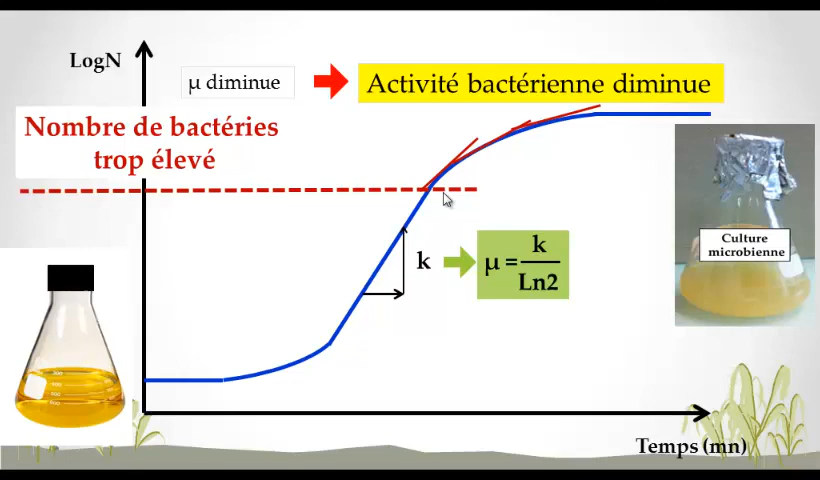 LogN
μ diminue
Activité bactérienne diminue
Nombre de bactéries
trop élevé
k
μ = k
Ln2
Culture
microbienne
Temps (mn)